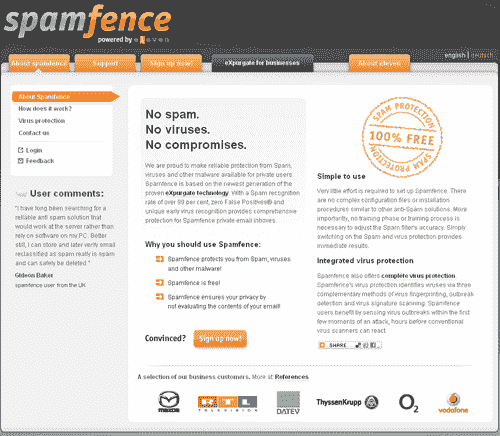 spamfence
powered by eleven
english | deutsch
About spamfence
Support
Sign up now!
eXpurgate for businesses
About eleven
About Spamfence
How does it work?
Virus protection
Contact us
Login
Feedback
User comments:
"I have long been searching for a
reliable anti spam solution that
would work at the server rather than
rely on software on my PC. Better
still, I can store and later verify email
reclassified as spam really is spam
and can safely be deleted."
Gideon Baker
spamfence user from the UK
No spam.
No viruses.
No compromises.
We are proud to make reliable protection from Spam,
viruses and other malware available for private users.
Spamfence is based on the newest generation of the
proven eXpurgate technology. With a Spam recognition
rate of over 99 per cent, zero False Positives® and
unique early virus recognition provides comprehensive
protection for Spamfence private email inboxes.
Why you should use Spamfence:
Spamfence protects you from Spam, viruses
and other malware!
Spamfence is free!
Spamfence ensures your privacy by
not evaluating the contents of your email!
Convinced?
Sign up now!
SPAM PROTECTION
100% FREE
SPAM PROTECTION
Simple to use
Very little effort is required to set up Spamfence. There
are no complex configuration files or installation
procedures similar to other anti-Spam solutions. More
importantly, no training phase or training process is
necessary to adjust the Spam filter's accuracy. Simply
switching on the Spam and virus protection provides
immediate results.
Integrated virus protection
Spamfence also offers complete virus protection.
Spamfence's virus protection identifies viruses via three
complementary methods of virus fingerprinting, outbreak
detection and virus signature scanning. Spamfence
users benefit by sensing virus outbreaks within the first
few moments of an attack, hours before conventional
virus scanners can react.
SHARE
A selection of our business customers. More at References
mazda
RTL
TELEVISION
DATEV
ThyssenKrupp
O2
vodafone